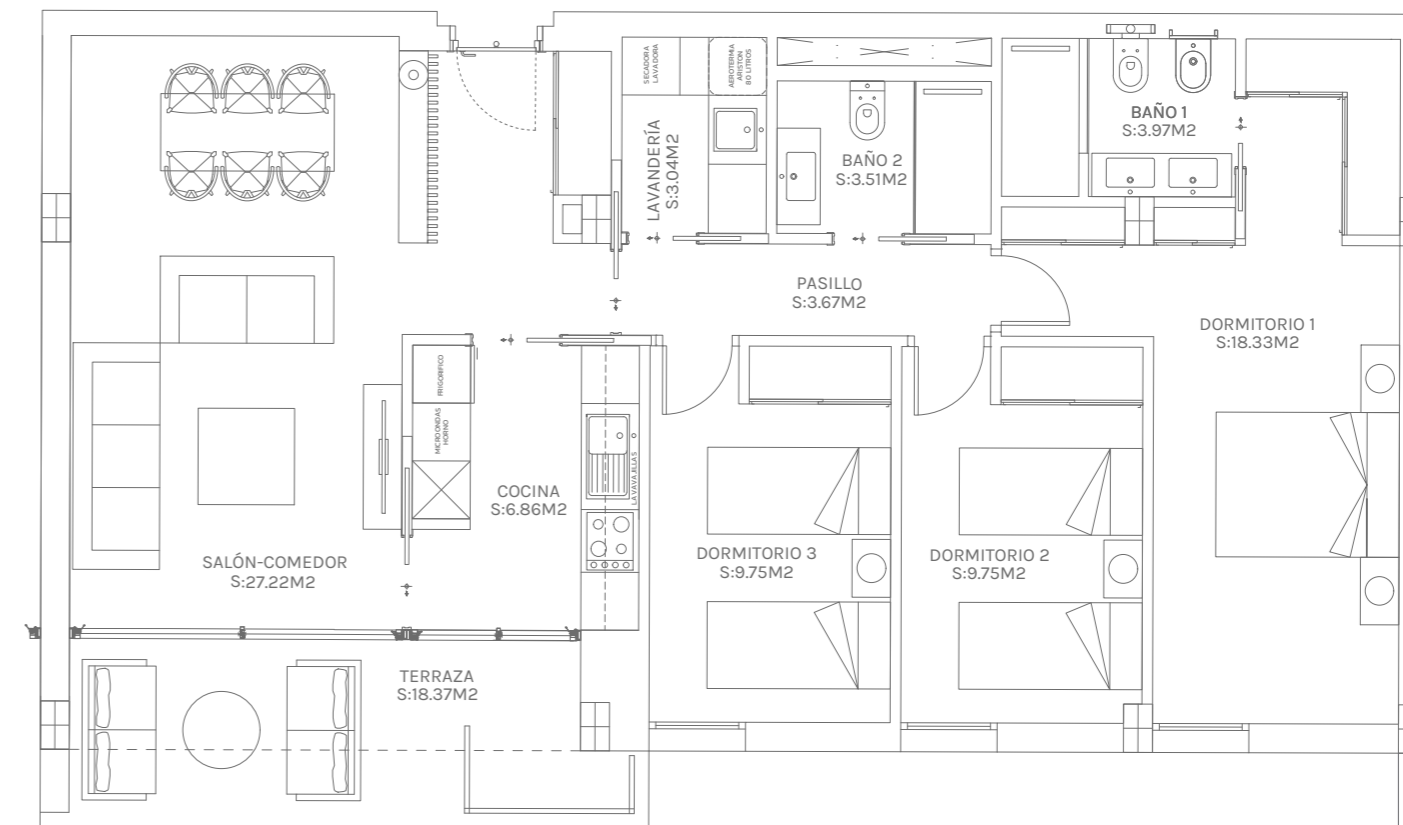 SECADORA
LAVADORA
AEROTERMIA
ARISTON
80 LITROS
LAVANDERÍA
S:3.04M2
BAÑO 2
S:3.51M2
BAÑO 1
S:3.97M2
PASILLO
S:3.67M2
DORMITORIO 1
S:18.33M2
FRIGORIFICO
MICROONDAS
HORNO
LAVAVAJILLAS
COCINA
S:6.86M2
SALÓN-COMEDOR
S:27.22M2
DORMITORIO 3
S:9.75M2
DORMITORIO 2
S:9.75M2
TERRAZA
S:18.37M2